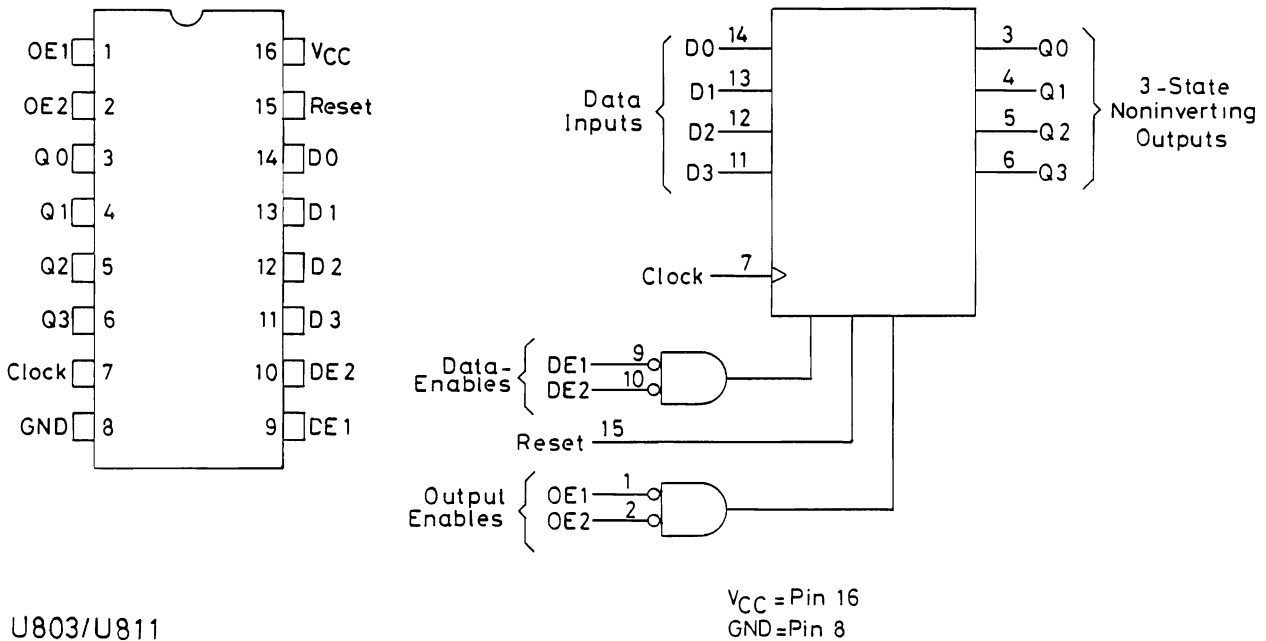 OE1 1 16 VCC
OE2 2 15 Reset
Q0 3 14 D0
Q1 4 13 D1
Q2 5 12 D2
Q3 6 11 D3
Clock 7 10 DE2
GND 8 9 DE1
Data
Inputs
D0 14
D1 13
D2 12
D3 11
3 Q0
4 Q1
5 Q2
6 Q3
3-State
Noninverting
Outputs
Clock 7
Data-
Enables
DE1 9
DE2 10
Reset 15
Output
Enables
OE1 1
OE2 2
VCC=Pin 16
GND=Pin 8
U803/U811